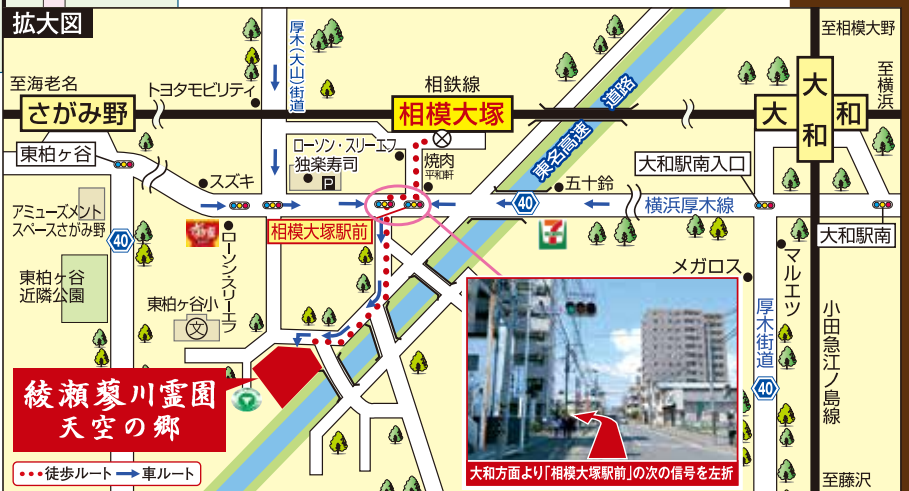 拡大図
至海老名
さがみ野
トヨタモビリティ
厚木(大山)街道
相鉄線
相模大塚
東名高速
道路
至相模大野
至横浜
大和
大和
東柏ヶ谷
スズキ
ローソン・スリーエフ
独楽寿司
P
焼肉
平和軒
五十鈴
大和駅南入口
40
横浜厚木線
大和駅南
アミューズメント
スペースさがみ野
40
すき家
ローソン・スリーエフ
相模大塚駅前
メガロス
マルエツ
東柏ケ谷
近隣公園
東柏ケ谷小
文
厚木街道
40
小田急江ノ島線
綾瀬蓼川霊園
天空の郷
大和方面より「相模大塚駅前」の次の信号を左折
徒歩ルート
車ルート
至藤沢